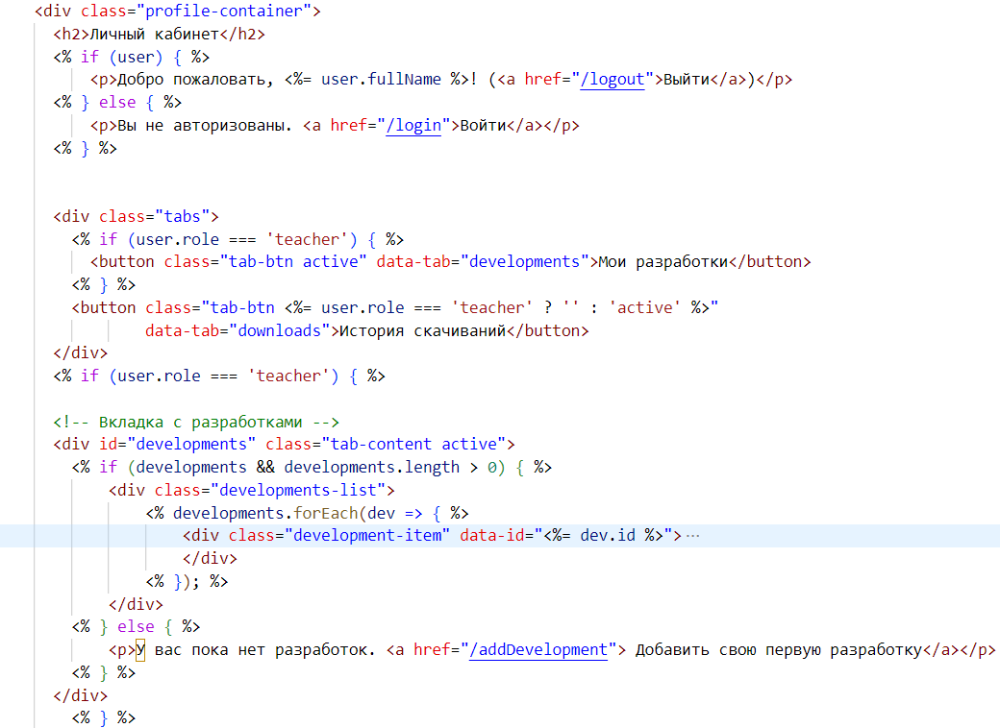 <div class="profile-container">
<h2>Личный кабинет</h2>
<% if (user) { %>
<p>Добро пожаловать, <%= user.fullName %>! (<a href="/logout">Выйти</a>)</p>
<% } else { %>
<p>Вы не авторизованы. <a href="/login">Войти</a></p>
<% } %>
<div class="tabs">
<% if (user.role === 'teacher') { %>
<button class="tab-btn active" data-tab="developments">Мои разработки</button>
<% } %>
<button class="tab-btn <%= user.role === 'teacher' ? '' : 'active' %>"
data-tab="downloads">История скачиваний</button>
</div>
<% if (user.role === 'teacher') { %>
<!-- Вкладка с разработками -->
<div id="developments" class="tab-content active">
<% if (developments && developments.length > 0) { %>
<div class="developments-list">
<% developments.forEach(dev => { %>
<div class="development-item" data-id="<%= dev.id %>">···
</div>
<% }); %>
</div>
<% } else { %>
<p>У вас пока нет разработок. <a href="/addDevelopment"> Добавить свою первую разработку</a></p>
<% } %>
</div>
<% } %>